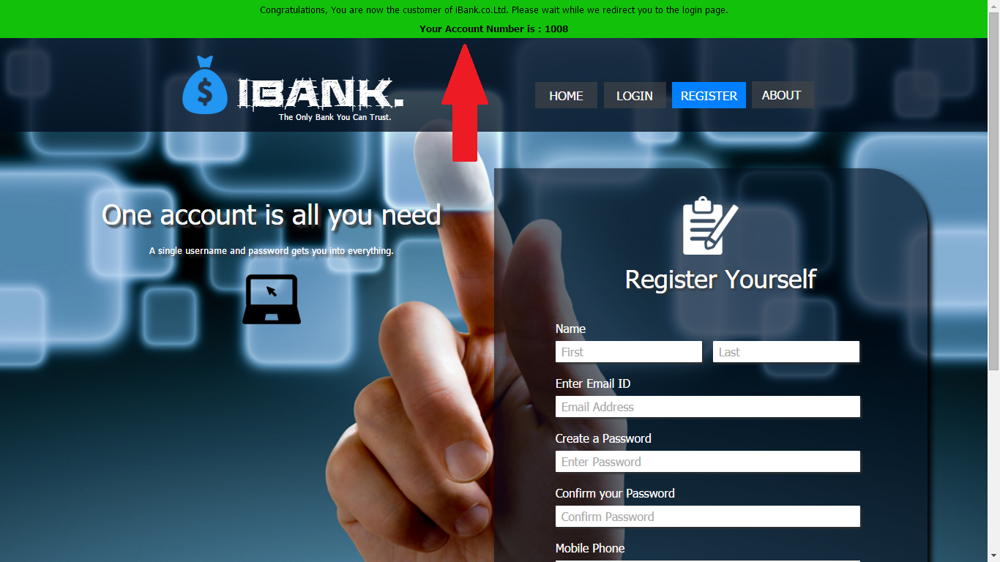 Congratulations, You are now the customer of iBank.co.Ltd. Please wait while we redirect you to the login page.
Your Account Number is : 1008
$
IBANK.
The Only Bank You Can Trust.
HOME
LOGIN
REGISTER
ABOUT
One account is all you need
A single username and password gets you into everything.
Register Yourself
Name
First
Last
Enter Email ID
Email Address
Create a Password
Enter Password
Confirm your Password
Confirm Password
Mobile Phone